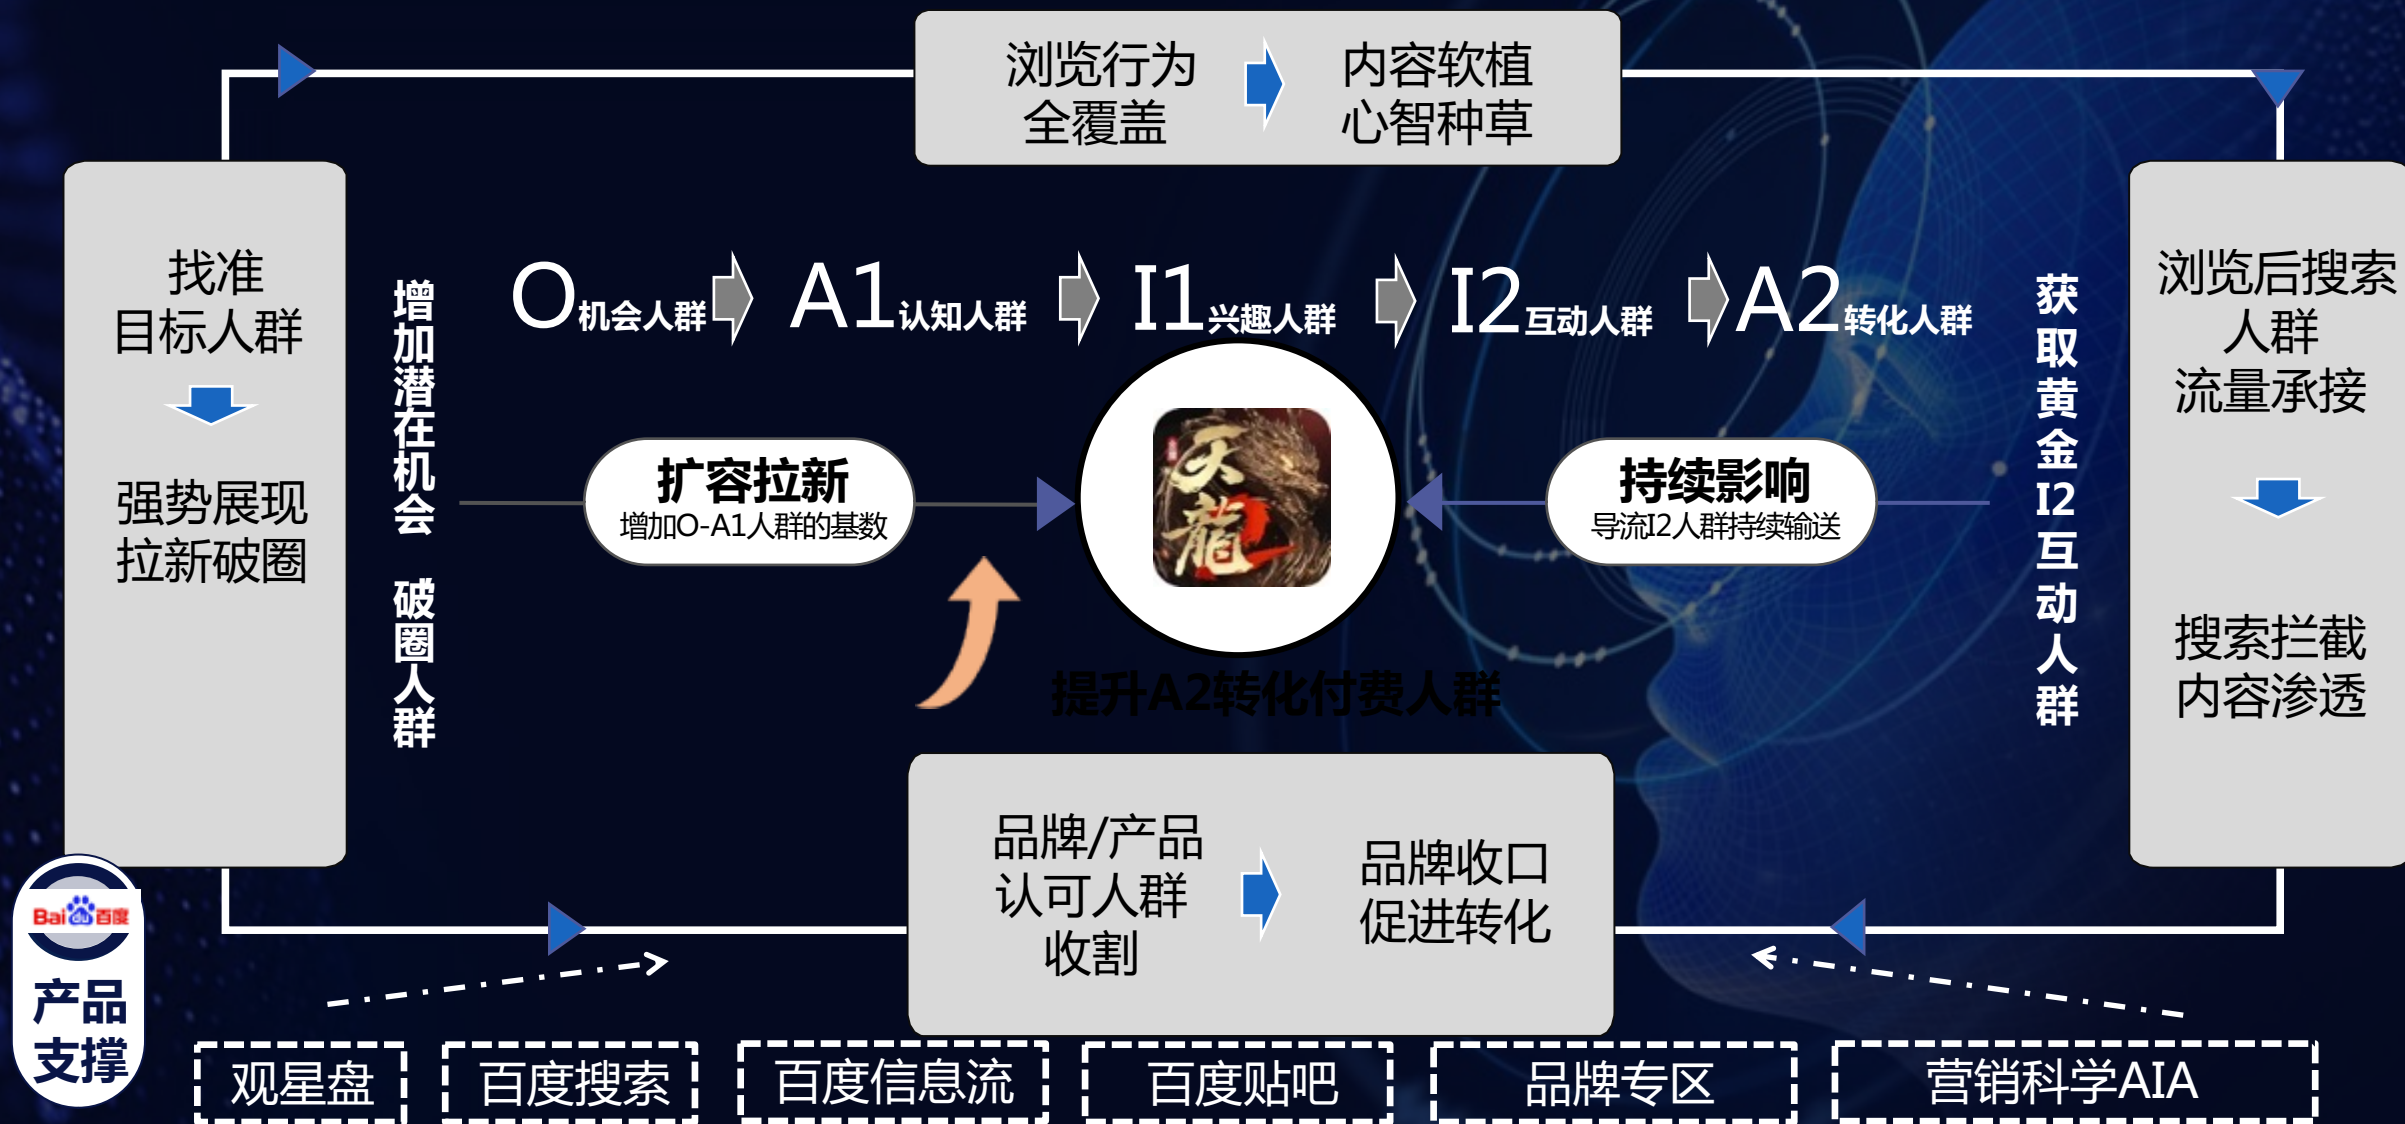 浏览行为
全覆盖
内容软植
心智种草
找准
目标人群
强势展现
拉新破圈
增加潜在机会 破圈人群
O机会人群
A1认知人群
I1兴趣人群
I2互动人群
A2转化人群
扩容拉新
增加O-A1人群的基数
天龍2
持续影响
导流I2人群持续输送
提升A2转化付费人群
获取黄金I2互动人群
浏览后搜索
人群
流量承接
搜索拦截
内容渗透
品牌/产品
认可人群
收割
品牌收口
促进转化
Baidu百度
产品
支撑
观星盘
百度搜索
百度信息流
百度贴吧
品牌专区
营销科学AIA